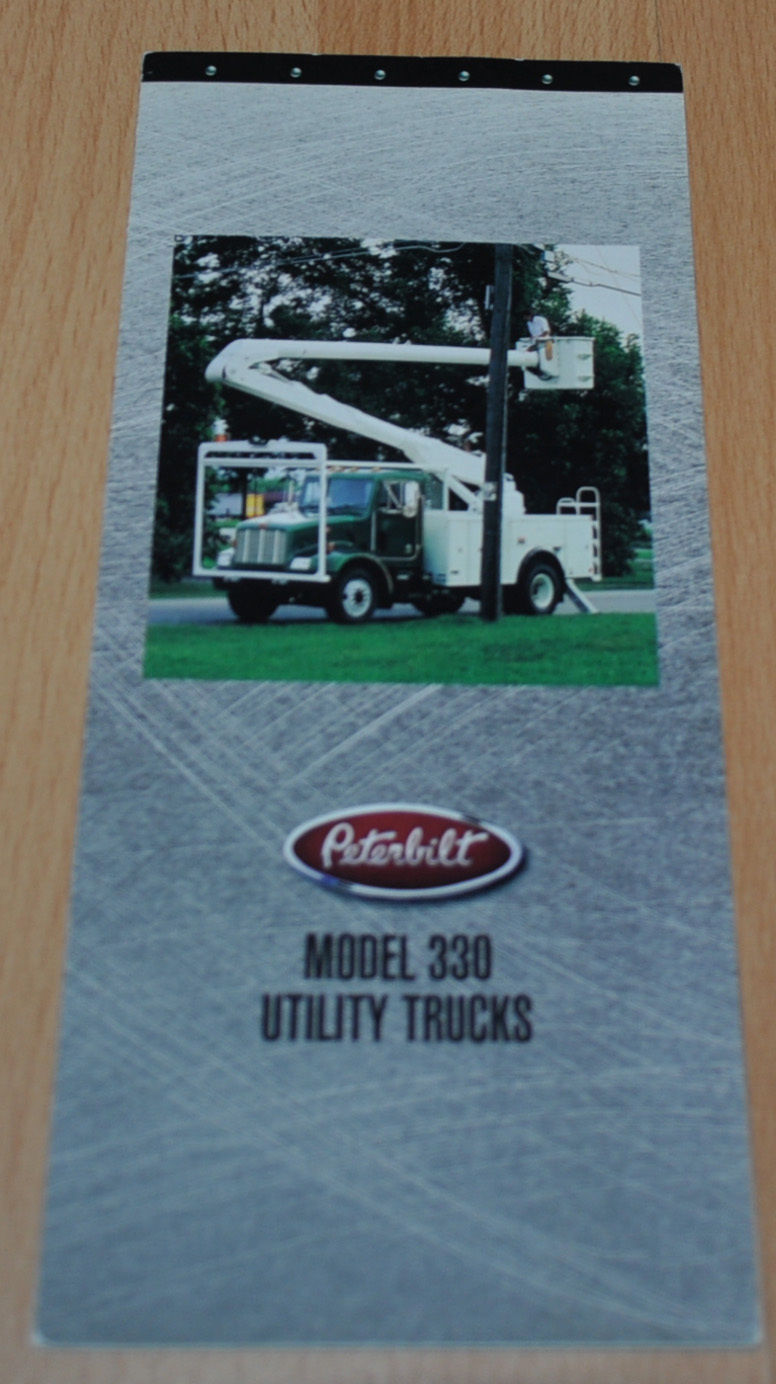 Peterbilt
MODEL 330
UTILITY TRUCKS